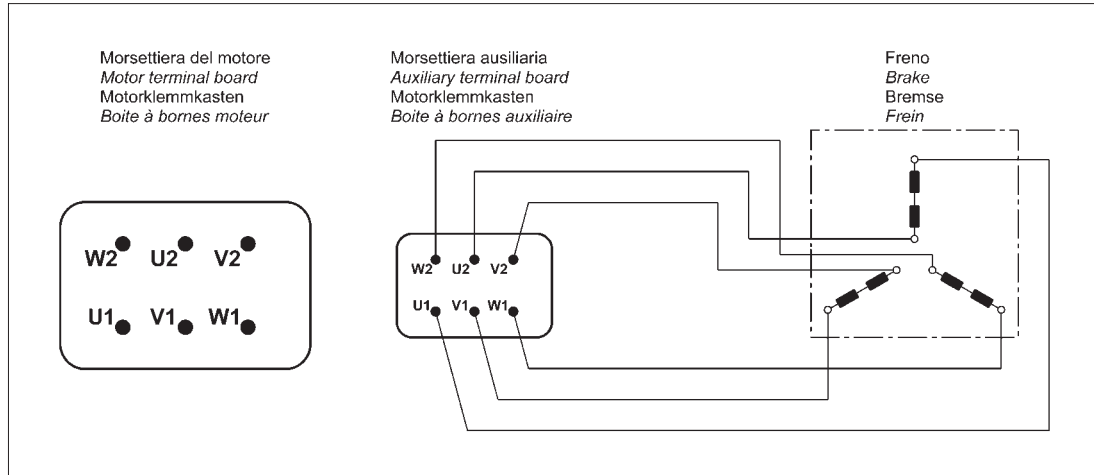 Morsettiera del motore
Motor terminal board
Motorklemmkasten
Boite à bornes moteur
Morsettiera ausiliaria
Auxiliary terminal board
Motorklemmkasten
Boite à bornes auxiliaire
Freno
Brake
Bremse
Frein
W2 U2 V2
U1 V1 W1
W2 U2 V2
U1 V1 W1